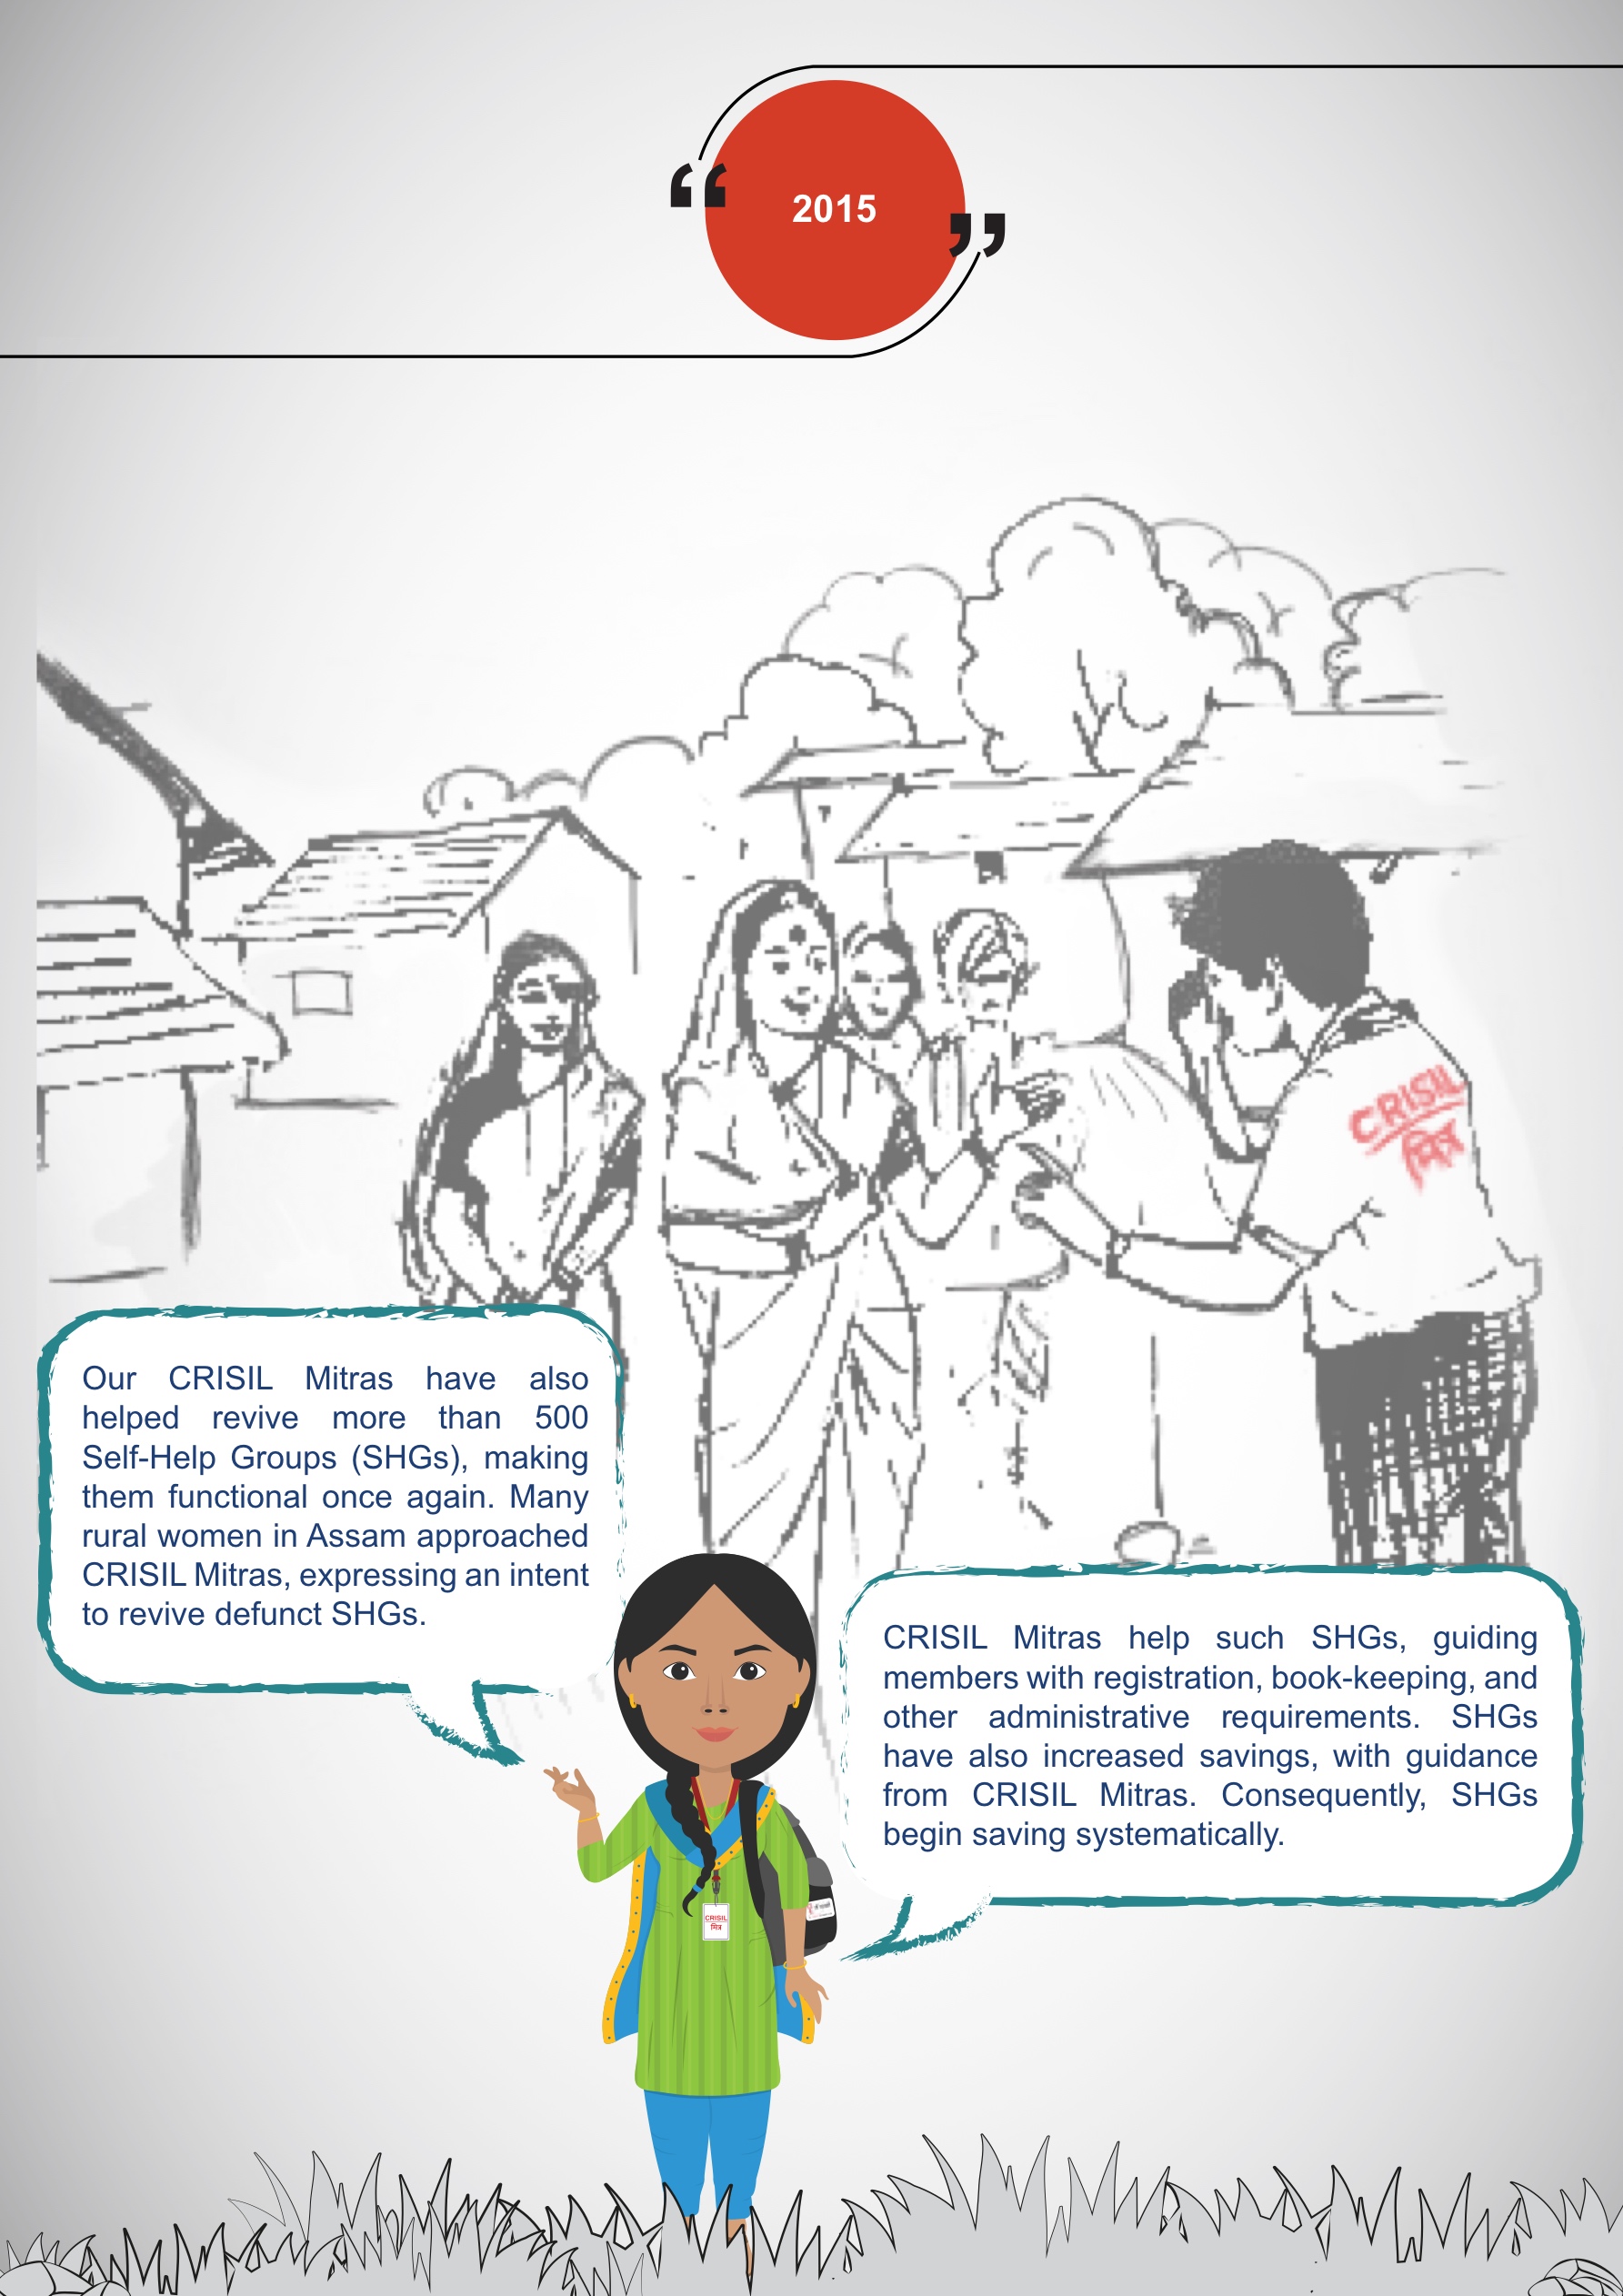 2015
CRISIL
मित्र
Our CRISIL Mitras have also
helped revive more than 500
Self-Help Groups (SHGs), making
them functional once again. Many
rural women in Assam approached
CRISIL Mitras, expressing an intent
to revive defunct SHGs.
CRISIL Mitras help such SHGs, guiding
members with registration, book-keeping, and
other administrative requirements. SHGs
have also increased savings, with guidance
from CRISIL Mitras. Consequently, SHGs
begin saving systematically.
CRISIL
मित्र